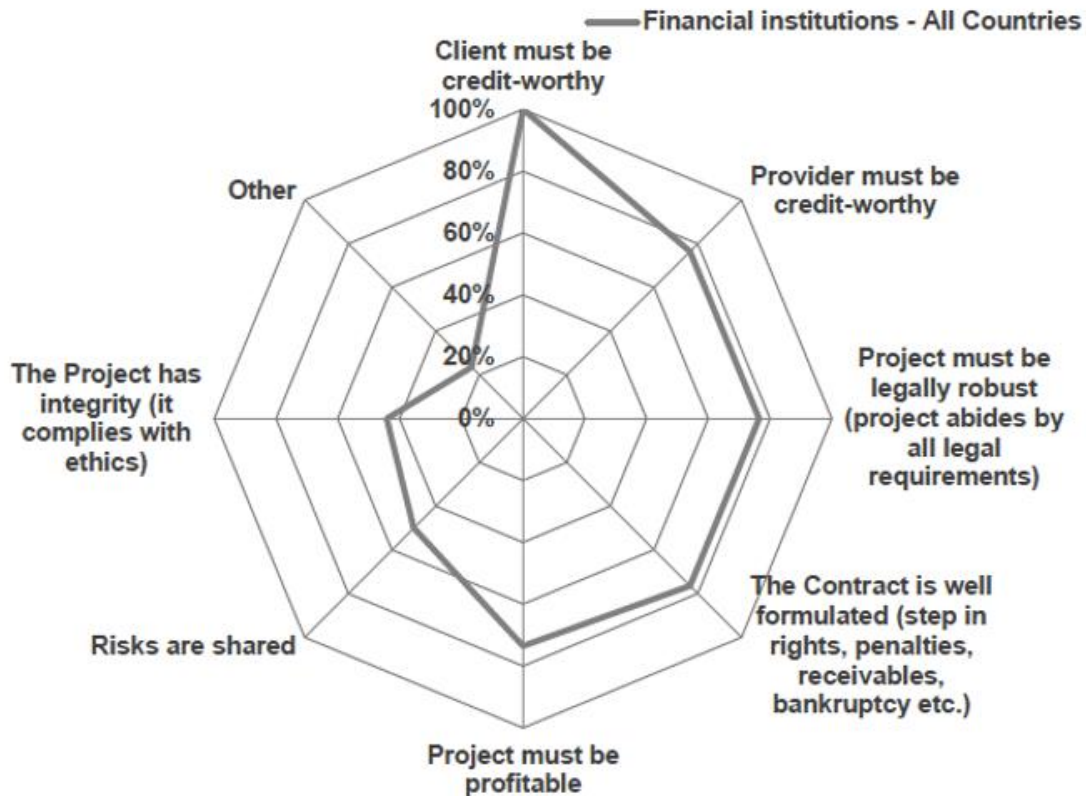 Financial institutions - All Countries
Client must be
credit-worthy
100%
80%
60%
40%
20%
0%
Provider must be
credit-worthy
Project must be
legally robust
(project abides by
all legal
requirements)
The Contract is well
formulated (step in
rights, penalties,
receivables,
bankruptcy etc.)
Project must be
profitable
Risks are shared
The Project has
integrity (it
complies with
ethics)
Other